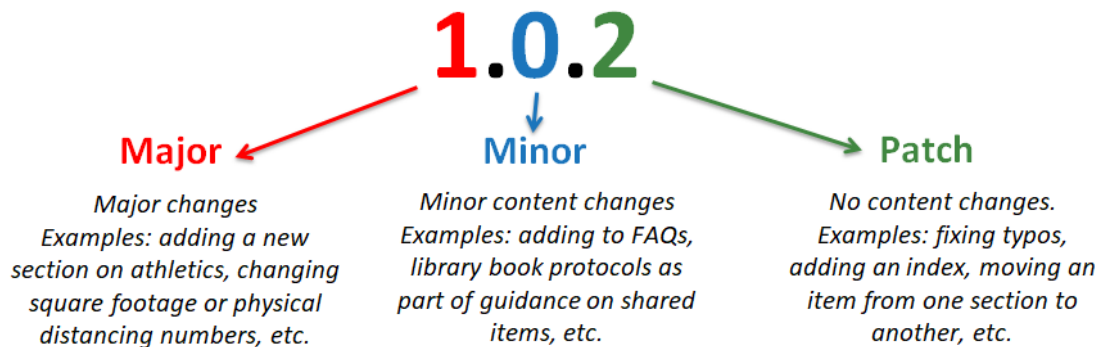 1.0.2
Major
Major changes
Examples: adding a new
section on athletics, changing
square footage or physical
distancing numbers, etc.
Minor
Minor content changes
Examples: adding to FAQs,
library book protocols as
part of guidance on shared
items, etc.
Patch
No content changes.
Examples: fixing typos,
adding an index, moving an
item from one section to
another, etc.